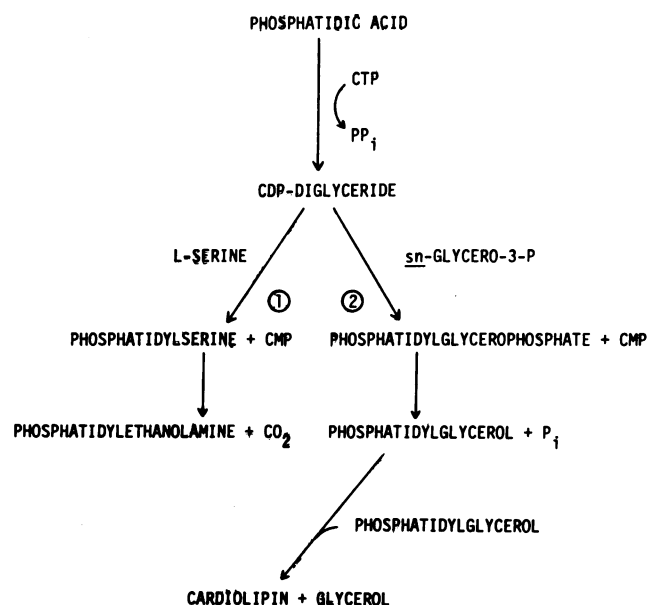 PHOSPHATIDIC ACID
CTP
PPi
CDP-DIGLYCERIDE
L-SERINE
sn-GLYCERO-3-P
① ②
PHOSPHATIDYLSERINE + CMP
PHOSPHATIDYLGLYCEROPHOSPHATE + CMP
PHOSPHATIDYLETHANOLAMINE + CO2
PHOSPHATIDYLGLYCEROL + Pi
PHOSPHATIDYLGLYCEROL
CARDIOLIPIN + GLYCEROL